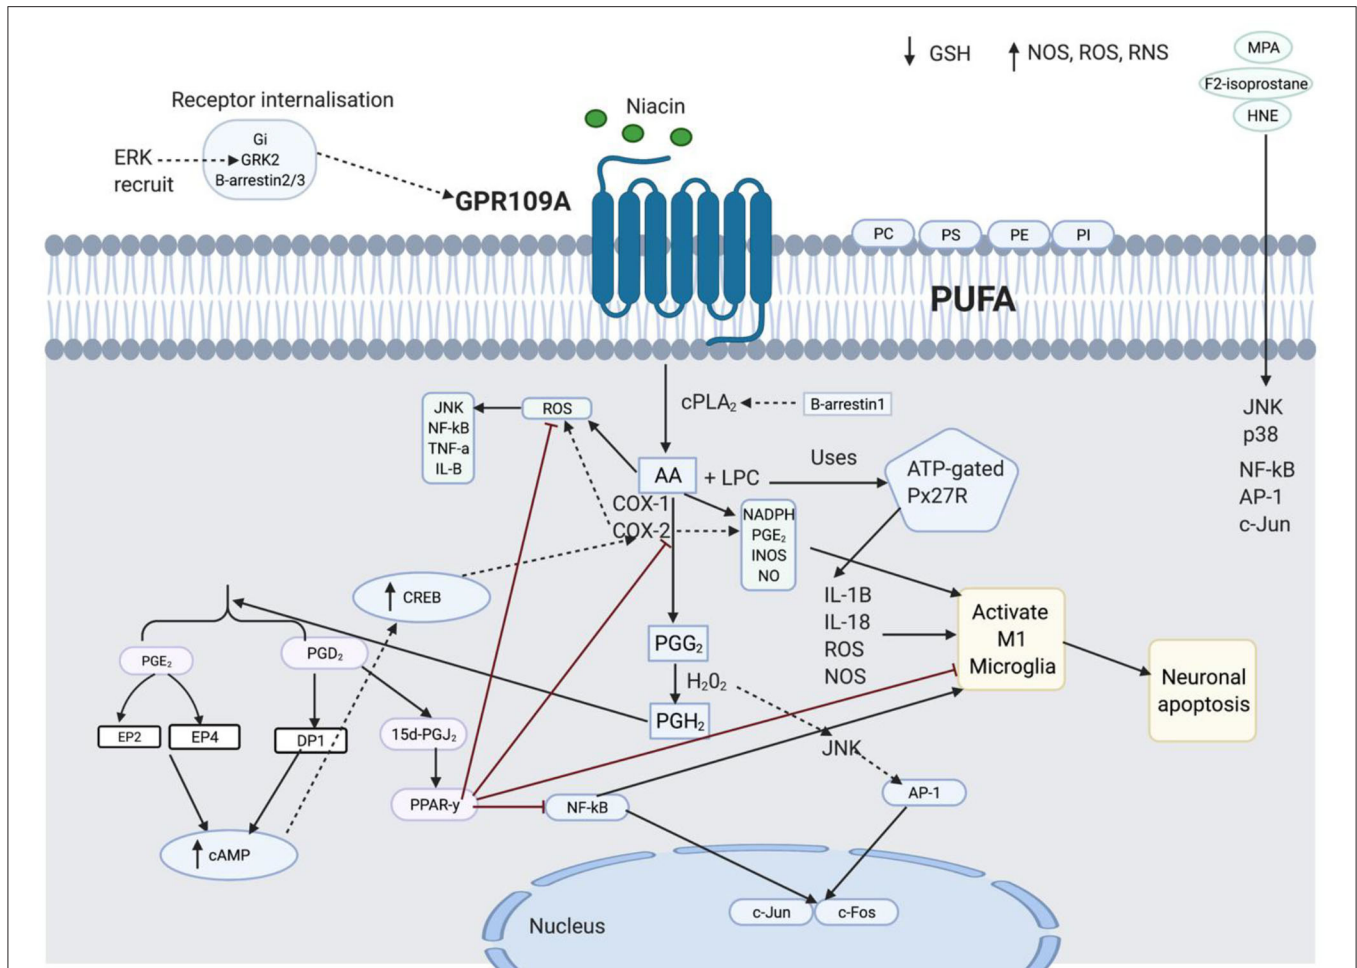 GSH
NOS, ROS, RNS
MPA
F2-isoprostane
HNE
Receptor internalisation
Niacin
Gi
ERK
GRK2
recruit
B-arrestin2/3
GPR109A
PC
PS
PE
PI
PUFA
cPLA₂
B-arrestin1
JNK
NF-kB
TNF-a
IL-B
ROS
JNK
p38
NF-kB
AP-1
c-Jun
AA
+ LPC
Uses
ATP-gated
Px27R
COX-1
COX-2
NADPH
PGE₂
INOS
NO
CREB
IL-1B
IL-18
ROS
NOS
Activate
M1
Microglia
Neuronal
apoptosis
PGE₂
PGD₂
PGG₂
H₂0₂
PGH₂
EP2
EP4
DP1
15d-PGJ₂
JNK
PPAR-y
NF-kB
AP-1
cAMP
c-Jun
c-Fos
Nucleus